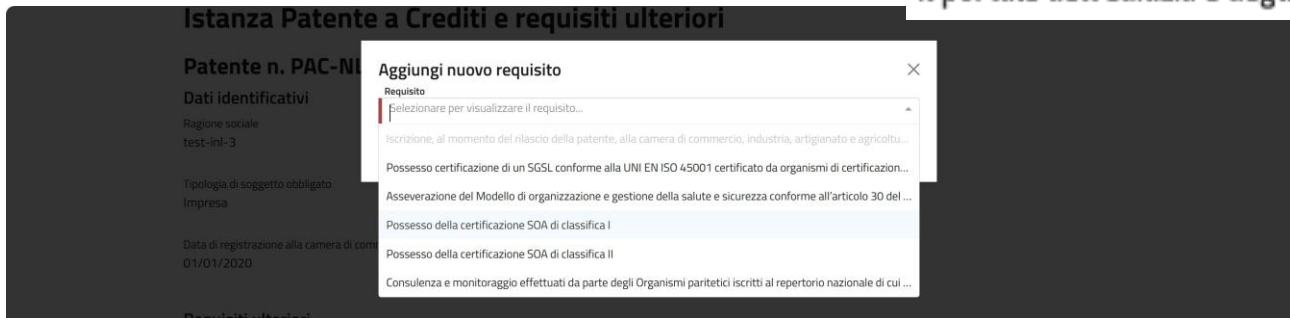 Istanza Patente a Crediti e requisiti ulteriori
Patente n. PAC-NL
Dati identificativi
Ragione sociale
test-inl-3
Tipologia di soggetto obbligato
Impresa
Data di registrazione alla camera di com
01/01/2020
Requisiti ulteriori
Aggiungi nuovo requisito
Requisito
Selezionare per visualizzare il requisito...
Iscrizione, al momento del rilascio della patente, alla camera di commercio, industria, artigianato e agricoltu...
Possesso certificazione di un SGSL conforme alla UNI EN ISO 45001 certificato da organismi di certificazion...
Asseverazione del Modello di organizzazione e gestione della salute e sicurezza conforme all'articolo 30 del ...
Possesso della certificazione SOA di classifica I
Possesso della certificazione SOA di classifica II
Consulenza e monitoraggio effettuati da parte degli Organismi paritetici iscritti al repertorio nazionale di cui ...